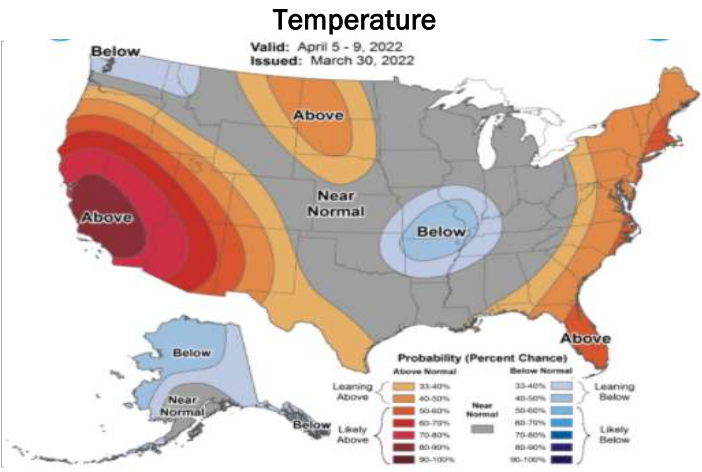 Temperature
Below
Valid: April 5 - 9, 2022
Issued: March 30, 2022
Above
Near
Normal
Above
Below
Above
Below
Near
Normal
Below
Probability (Percent Chance)
Above Normal
Below Normal
Leaning
Above
33-40%
40-50%
Likely
Above
50-60%
60-70%
70-80%
80-90%
90-100%
Near
Normal
33-40%
40-50%
Leaning
Below
50-60%
60-70%
70-80%
80-90%
90-100%
Likely
Below